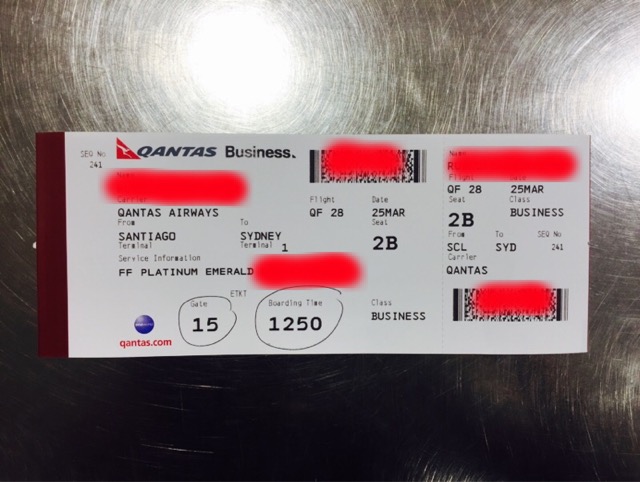 SEQ No
241
QANTAS Business.
Name
Carrier
QANTAS AIRWAYS
Flight Date
QF 28 25MAR
From To Seat
SANTIAGO SYDNEY 2B
Terminal Terminal 1
Service Information
FF PLATINUM EMERALD
ETKT
Gate Boarding Time Class
15 1250 BUSINESS
qantas.com
Name
R
Flight Date
QF 28 25MAR
Seat Class
2B BUSINESS
From To SEQ No
SCL SYD 241
Carrier
QANTAS